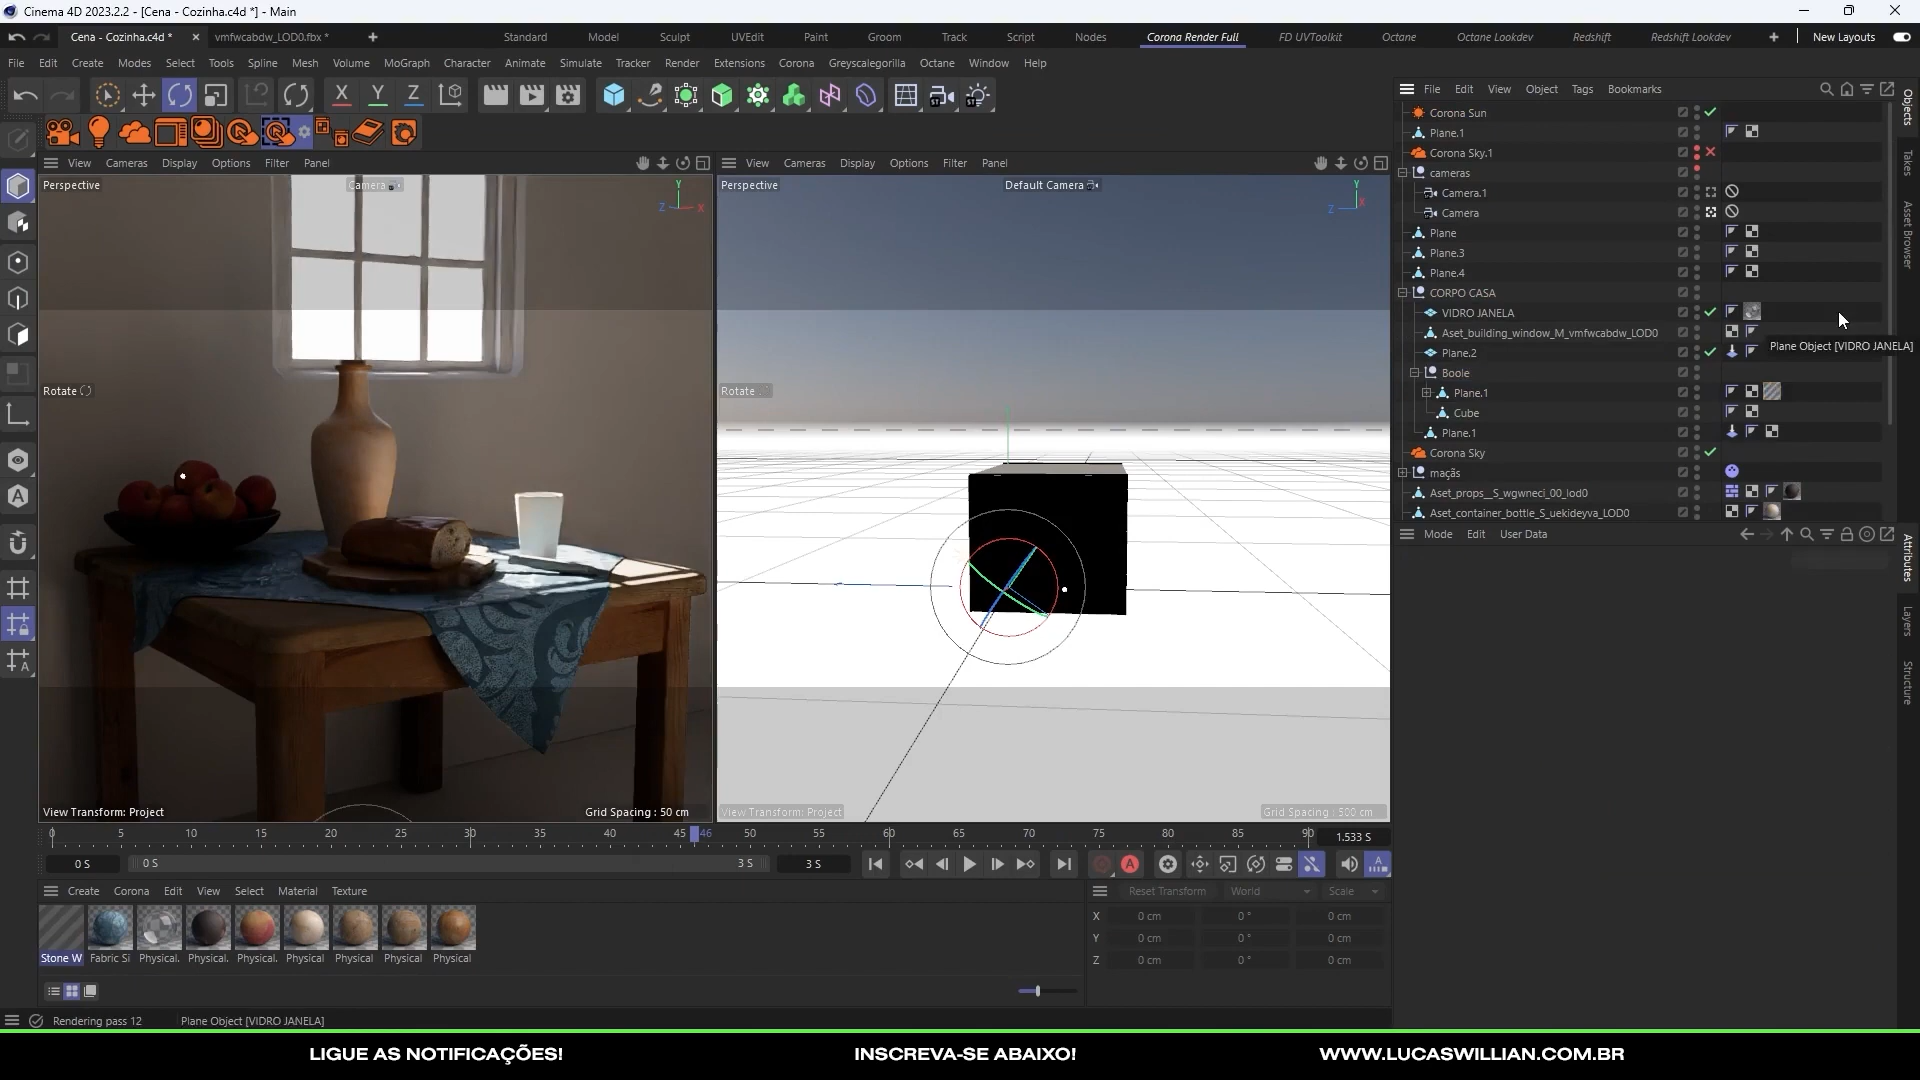 Cinema 4D 2023.2.2 - [Cena - Cozinha.c4d *] - Main
Cena - Cozinha.c4d * × vmfwcabdw_LOD0.fbx * + Standard Model Sculpt UVEdit Paint Groom Track Script Nodes Corona Render Full FD UVToolkit Octane Octane Lookdev Redshift Redshift Lookdev + New Layouts
File Edit Create Modes Select Tools Spline Mesh Volume MoGraph Character Animate Simulate Tracker Render Extensions Corona Greyscalegorilla Octane Window Help
X Y Z
File Edit View Object Tags Bookmarks
Objects
Takes
Asset Browser
Corona Sun
Plane.1
Corona Sky.1
cameras
Camera.1
Camera
Plane
Plane.3
Plane.4
CORPO CASA
VIDRO JANELA
Aset_building_window_M_vmfwcabdw_LOD0
Plane.2
Plane Object [VIDRO JANELA]
Boole
Plane.1
Cube
Plane.1
Corona Sky
maçãs
Aset_props__S_wgwneci_00_lod0
Aset_container_bottle_S_uekideyva_LOD0
View Cameras Display Options Filter Panel
Perspective
Camera
Y
Z X
Rotate
View Transform: Project
Grid Spacing : 50 cm
View Cameras Display Options Filter Panel
Perspective
Default Camera
Y
Z X
Rotate
View Transform: Project
Grid Spacing : 500 cm
Mode Edit User Data
Attributes
Layers
Structure
0 5 10 15 20 25 30 35 40 45 46 50 55 60 65 70 75 80 85 90 1.533 S
0 S 0 S 3 S 3 S
Create Corona Edit View Select Material Texture
Stone W Fabric Si Physical. Physical. Physical. Physical Physical Physical Physical
Reset Transform World Scale
X 0 cm 0 ° 0 cm
Y 0 cm 0 ° 0 cm
Z 0 cm 0 ° 0 cm
Rendering pass 12 Plane Object [VIDRO JANELA]
LIGUE AS NOTIFICAÇÕES! INSCREVA-SE ABAIXO! WWW.LUCASWILLIAN.COM.BR